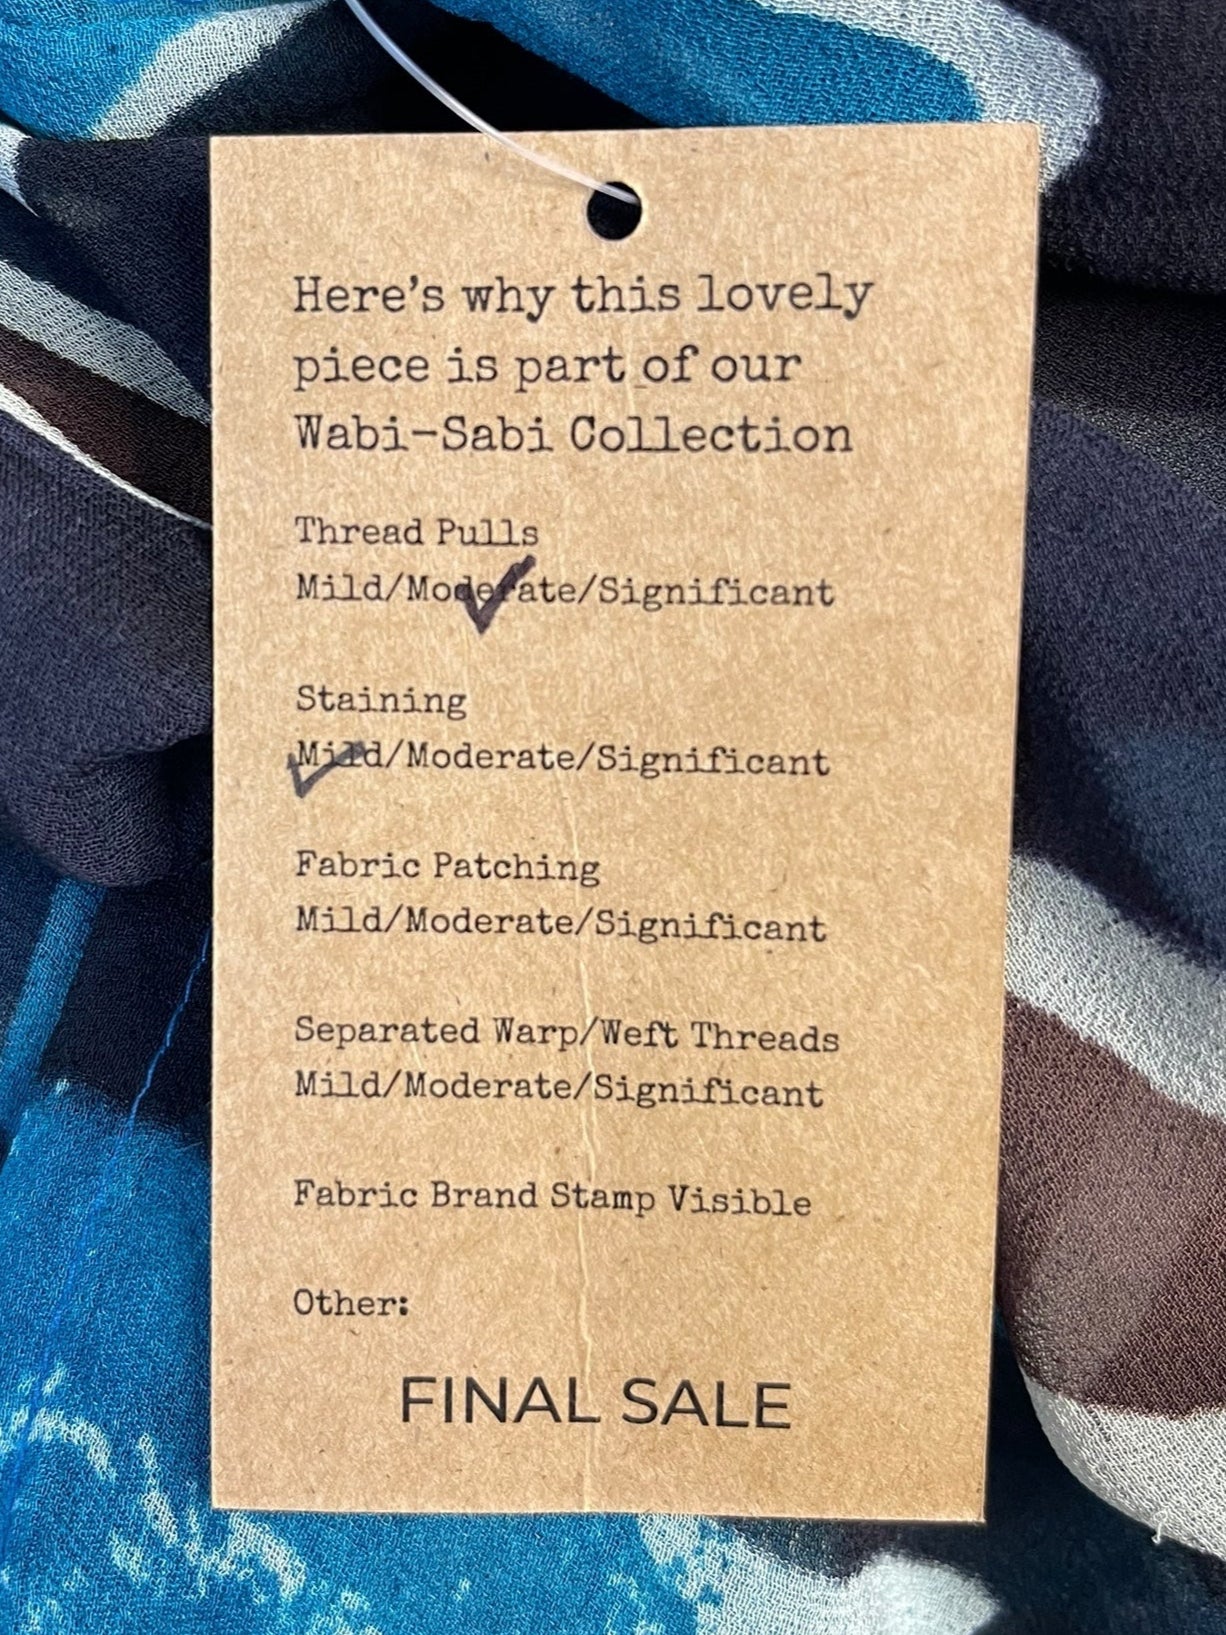 Here's why this lovely
piece is part of our
Wabi-Sabi Collection
Thread Pulls
Mild/Moderate/Significant
Staining
Mild/Moderate/Significant
Fabric Patching
Mild/Moderate/Significant
Separated Warp/Weft Threads
Mild/Moderate/Significant
Fabric Brand Stamp Visible
Other:
FINAL SALE